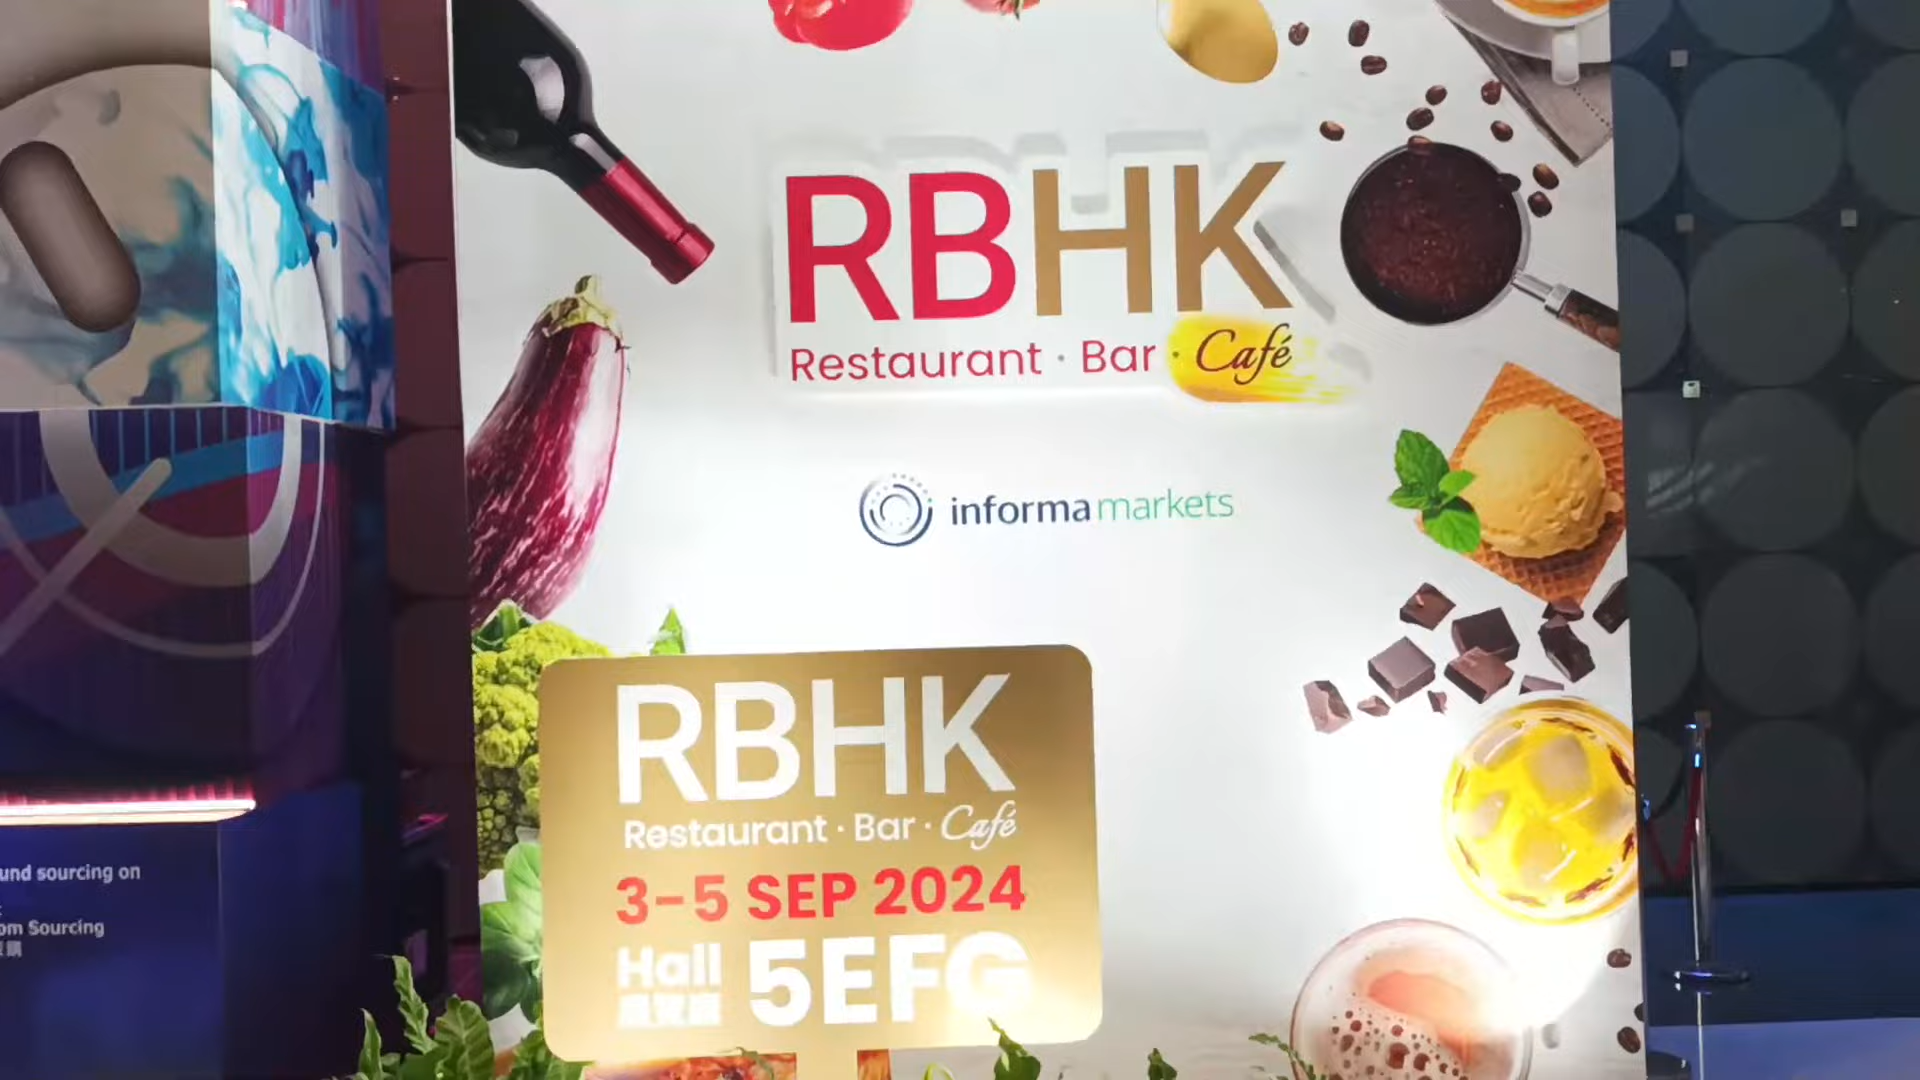 RBHK
Restaurant · Bar · Café
informa markets
RBHK
Restaurant · Bar · Café
3-5 SEP 2024
Hall 5EFG
und sourcing on
om Sourcing